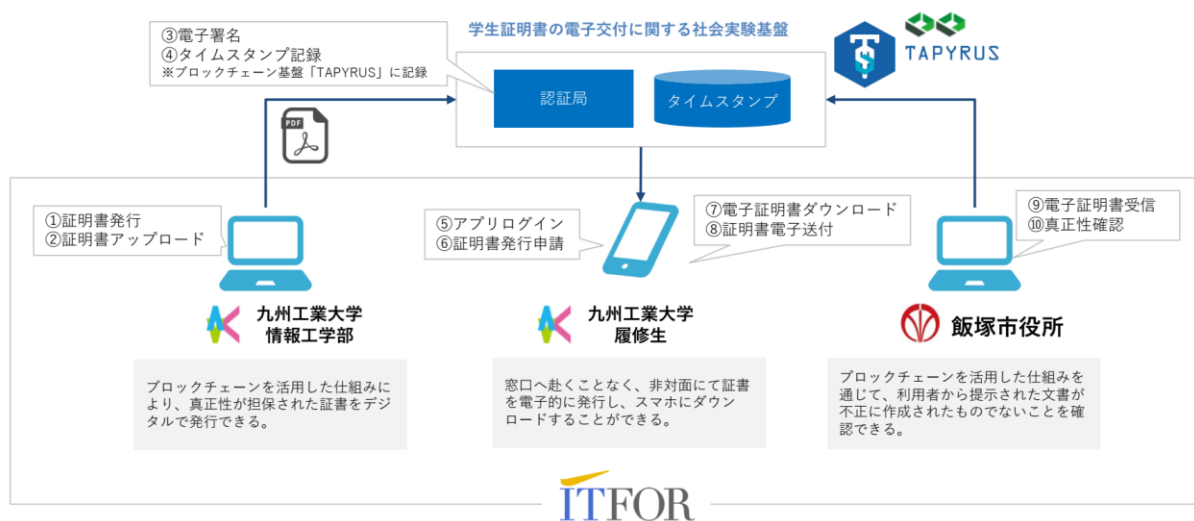 学生証明書の電子交付に関する社会実験基盤
③電子署名
④タイムスタンプ記録
※ブロックチェーン基盤「TAPYRUS」に記録
認証局
タイムスタンプ
TAPYRUS
PDF
①証明書発行
②証明書アップロード
⑤アプリログイン
⑥証明書発行申請
⑦電子証明書ダウンロード
⑧証明書電子送付
⑨電子証明書受信
⑩真正性確認
九州工業大学
情報工学部
九州工業大学
履修生
飯塚市役所
ブロックチェーンを活用した仕組みに
より、真正性が担保された証書をデジ
タルで発行できる。
窓口へ赴くことなく、非対面にて証書
を電子的に発行し、スマホにダウン
ロードすることができる。
ブロックチェーンを活用した仕組みを
通じて、利用者から提示された文書が
不正に作成されたものでないことを確
認できる。
ITFOR